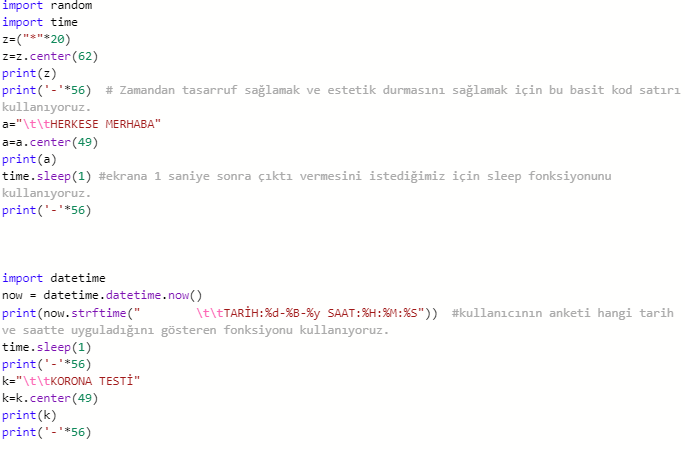 import random
import time
z=("*"*20)
z=z.center(62)
print(z)
print('-'*56)  # Zamandan tasarruf sağlamak ve estetik durmasını sağlamak için bu basit kod satırı
kullanıyoruz.
a="\t\tHERKESE MERHABA"
a=a.center(49)
print(a)
time.sleep(1) #ekrana 1 saniye sonra çıktı vermesini istediğimiz için sleep fonksiyonunu
kullanıyoruz.
print('-'*56)
import datetime
now = datetime.datetime.now()
print(now.strftime("        \t\tTARİH:%d-%B-%y SAAT:%H:%M:%S"))  #kullanıcının anketi hangi tarih
ve saatte uyguladığını gösteren fonksiyonu kullanıyoruz.
time.sleep(1)
print('-'*56)
k="\t\tKORONA TESTİ"
k=k.center(49)
print(k)
print('-'*56)